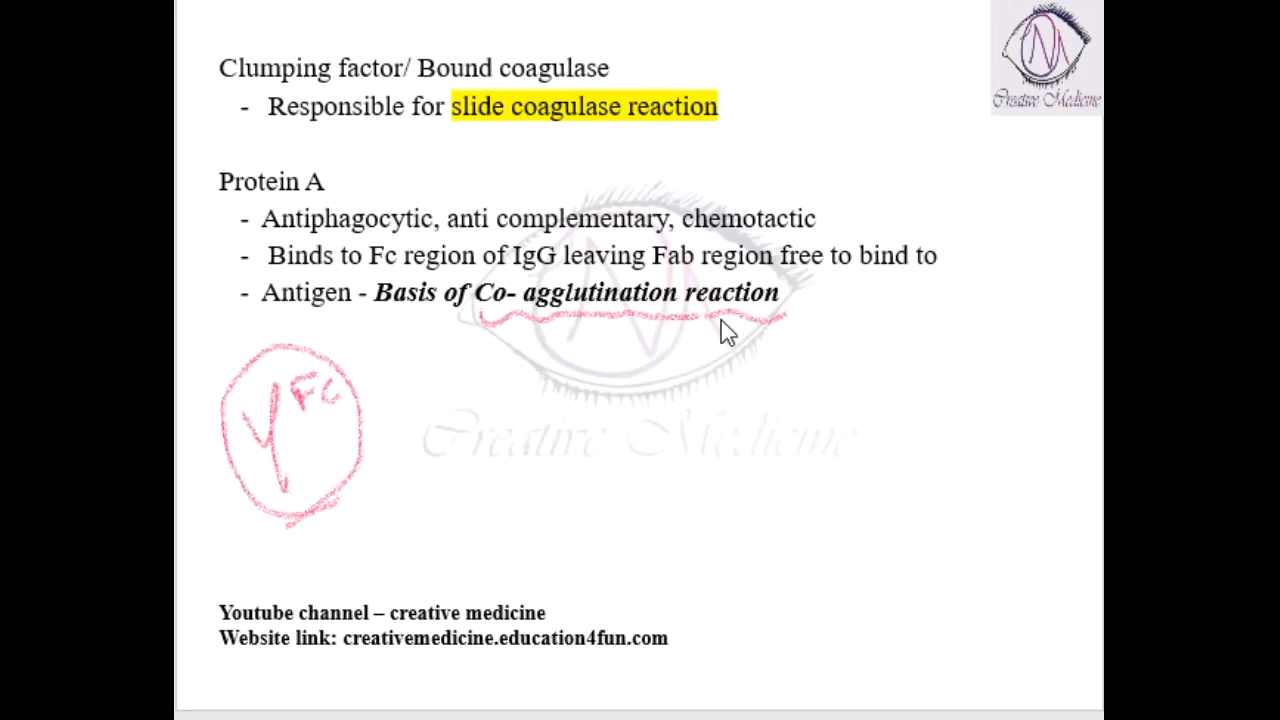 Creative Medicine
Clumping factor/ Bound coagulase
- Responsible for slide coagulase reaction
Protein A
- Antiphagocytic, anti complementary, chemotactic
- Binds to Fc region of IgG leaving Fab region free to bind to
- Antigen - Basis of Co- agglutination reaction
Fc
Creative Medicine
Youtube channel – creative medicine
Website link: creativemedicine.education4fun.com